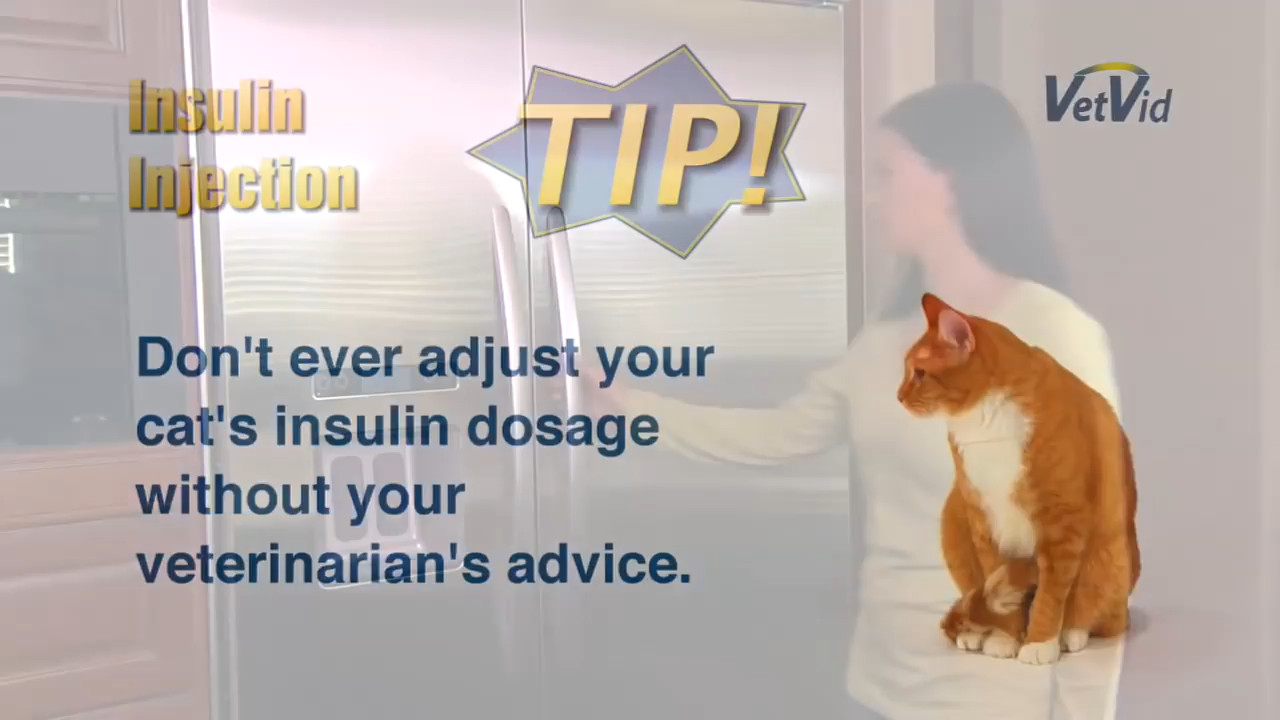 Insulin
Injection
TIP!
VetVid
Don't ever adjust your
cat's insulin dosage
without your
veterinarian's advice.